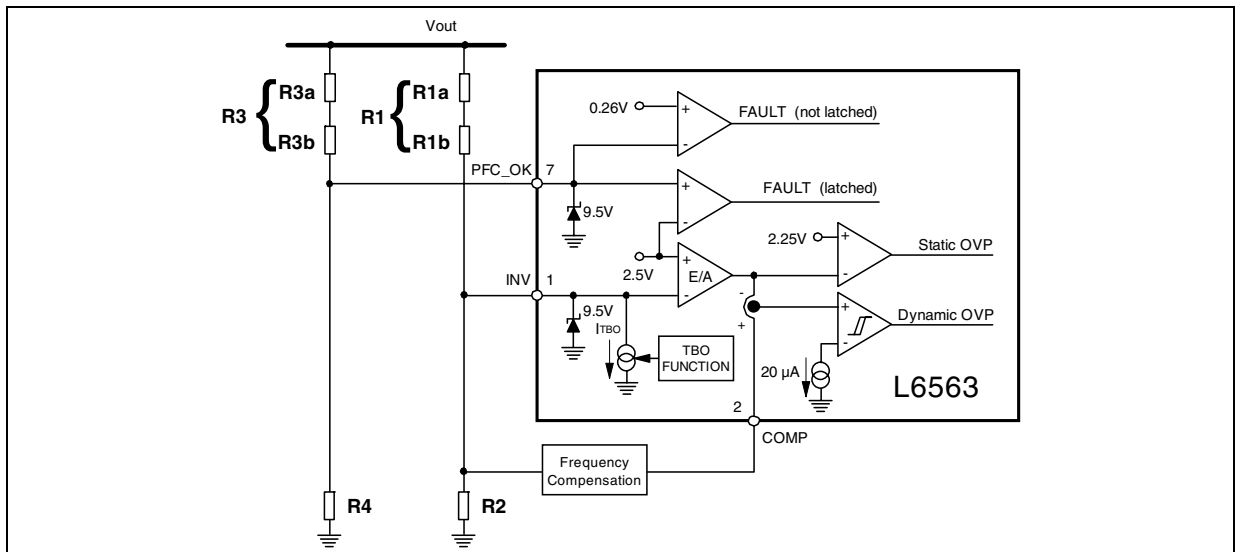 Vout
R3
R3a
R3b
R1
R1a
R1b
0.26V
+
-
FAULT (not latched)
PFC_OK
7
9.5V
+
-
FAULT (latched)
2.5V
+
E/A
-
2.25V
+
-
Static OVP
INV
1
9.5V
ITBO
TBO
FUNCTION
-
+
+
-
Dynamic OVP
20 µA
L6563
2
COMP
Frequency
Compensation
R4
R2